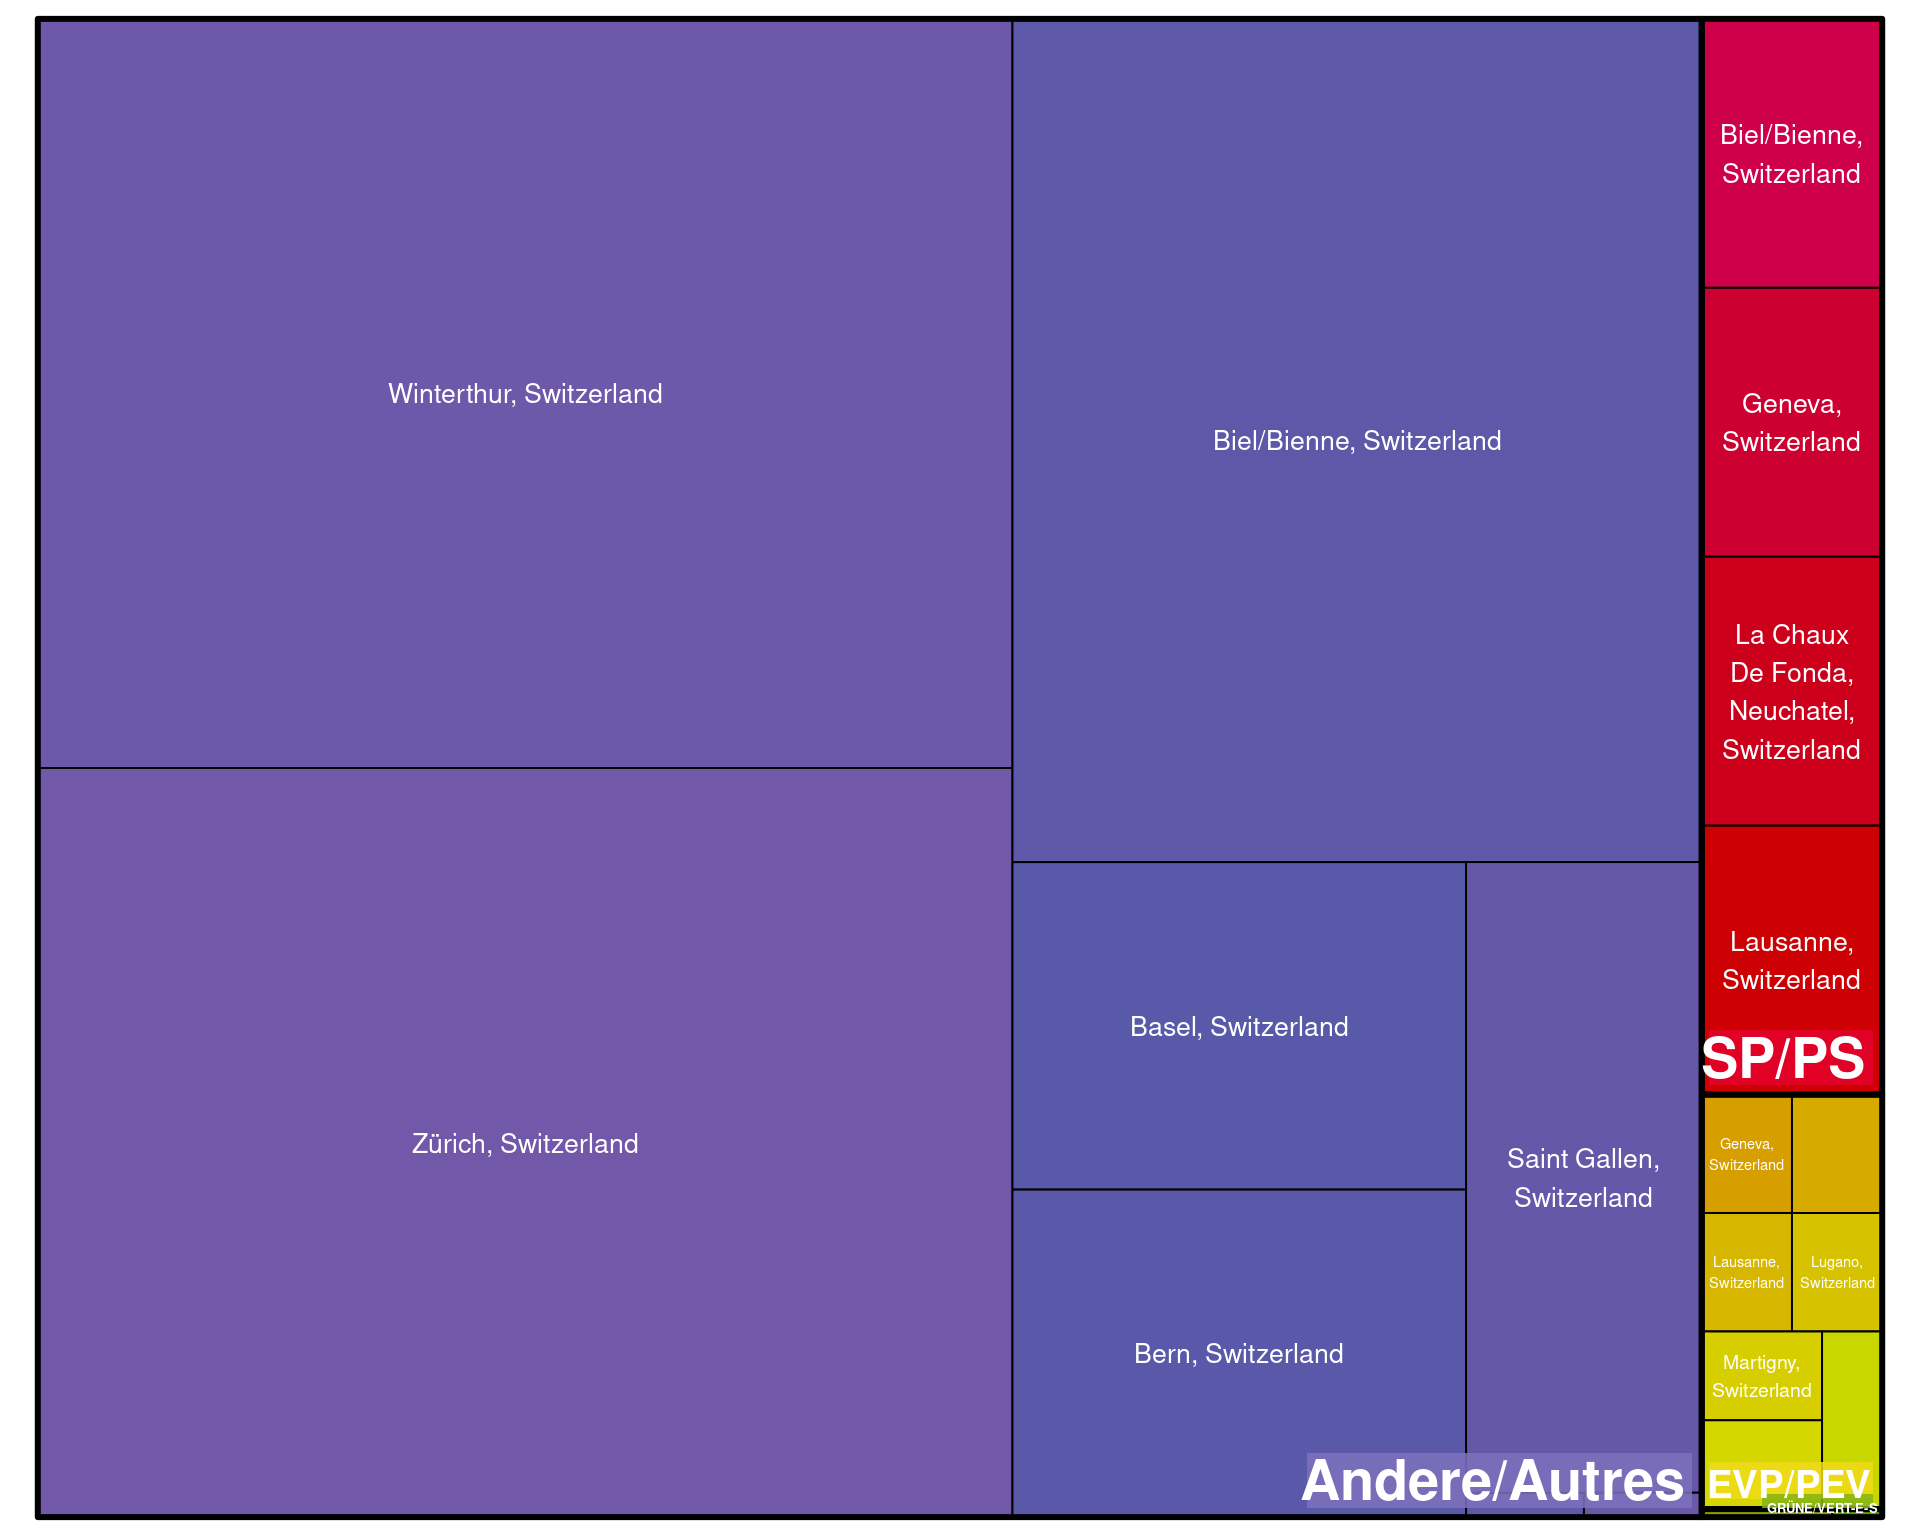 Winterthur, Switzerland
Zürich, Switzerland
Biel/Bienne, Switzerland
Basel, Switzerland
Bern, Switzerland
Saint Gallen,
Switzerland
Andere/Autres
Biel/Bienne,
Switzerland
Geneva,
Switzerland
La Chaux
De Fonda,
Neuchatel,
Switzerland
Lausanne,
Switzerland
SP/PS
Geneva,
Switzerland
Lausanne,
Switzerland
Lugano,
Switzerland
Martigny,
Switzerland
EVP/PEV
GRÜNE/VERT-E-S